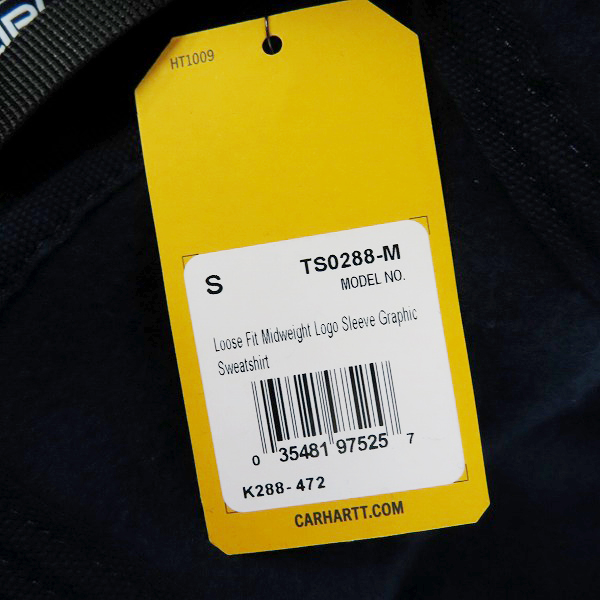 HT1009
S
TS0288-M
MODEL NO.
Loose Fit Midweight Logo Sleeve Graphic
Sweatshirt
0 35481 97525 7
K288-472
CARHARTT.COM